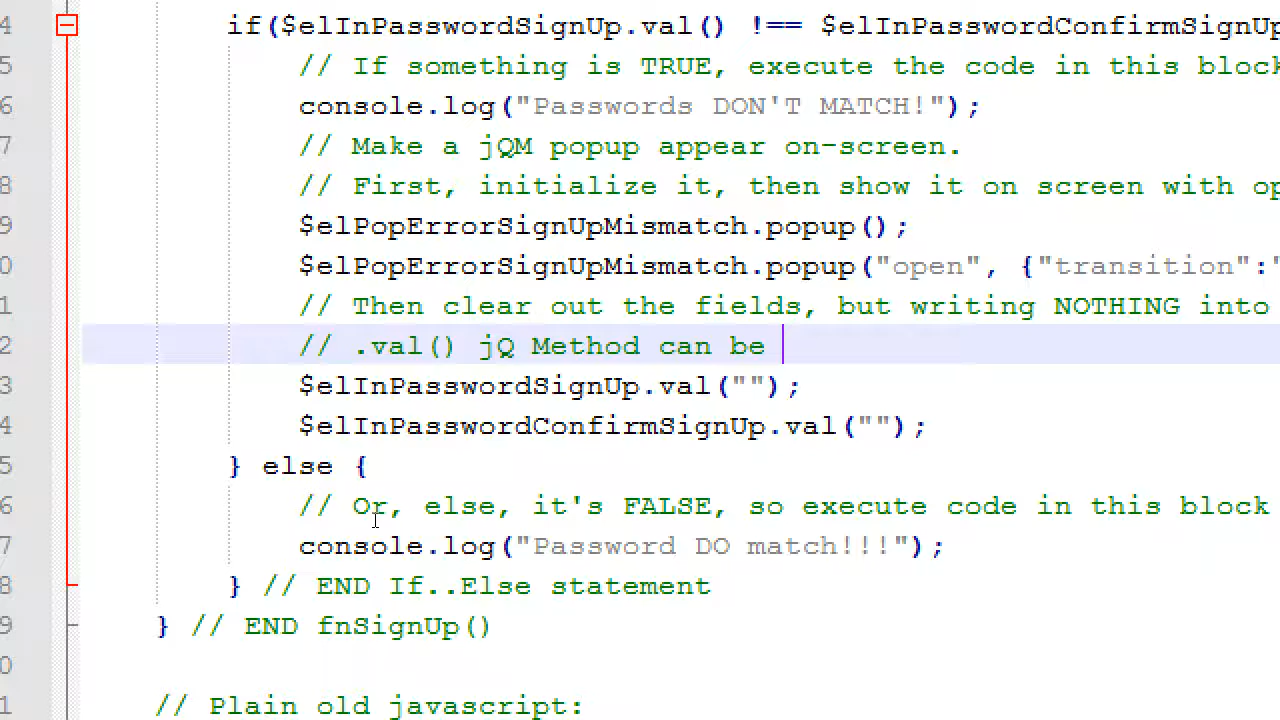 4 if($elInPasswordSignUp.val() !== $elInPasswordConfirmSignUp
5 // If something is TRUE, execute the code in this block
6 console.log("Passwords DON'T MATCH!");
7 // Make a jQM popup appear on-screen.
8 // First, initialize it, then show it on screen with op
9 $elPopErrorSignUpMismatch.popup();
0 $elPopErrorSignUpMismatch.popup("open", {"transition":"
1 // Then clear out the fields, but writing NOTHING into
2 // .val() jQ Method can be
3 $elInPasswordSignUp.val("");
4 $elInPasswordConfirmSignUp.val("");
5 } else {
6 // Or, else, it's FALSE, so execute code in this block
7 console.log("Password DO match!!!");
8 } // END If..Else statement
9 } // END fnSignUp()
0
1 // Plain old javascript: